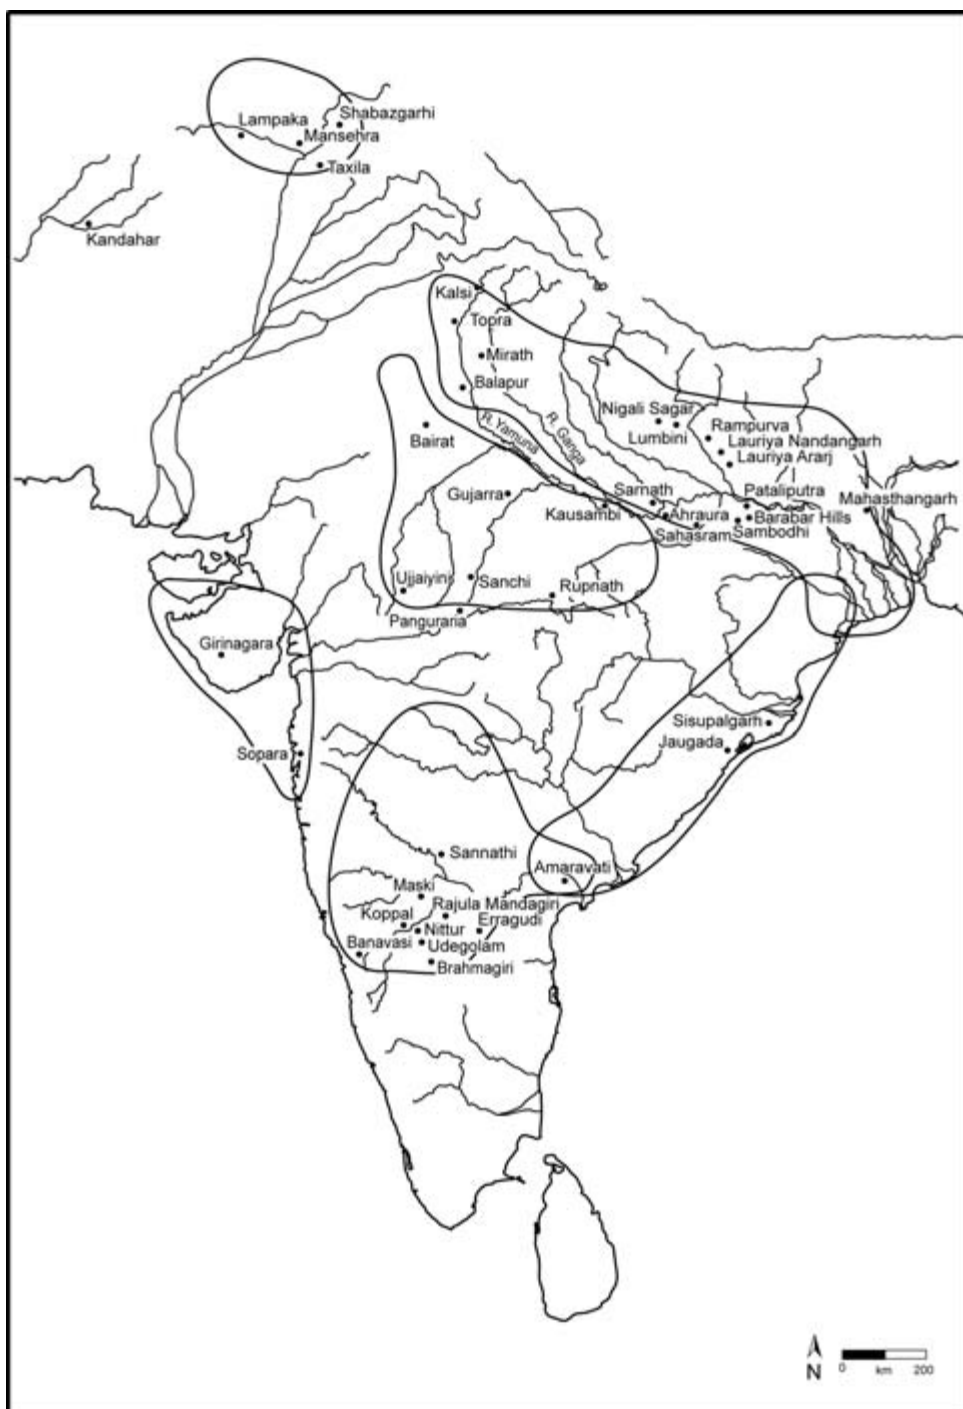 Shabazgarhi
Lampaka
Mansehra
Taxila
Kandahar
Kalsi
Topra
Mirath
Balapur
Nigali Sagar
Rampurva
Lumbini
Lauriya Nandangarh
Lauriya Ararj
R. Yamuna
R. Ganga
Bairat
Gujarra
Sarnath
Pataliputra
Mahasthangarh
Kausambi
Ahraura
Barabar Hills
Sahasram
Sambodhi
Ujjaiyini
Sanchi
Rupnath
Panguraria
Girinagara
Sisupalgarh
Sopara
Jaugada
Sannathi
Amaravati
Maski
Rajula Mandagiri
Koppal
Erragudi
Nittur
Banavasi
Udegolam
Brahmagiri
N
0 km 200